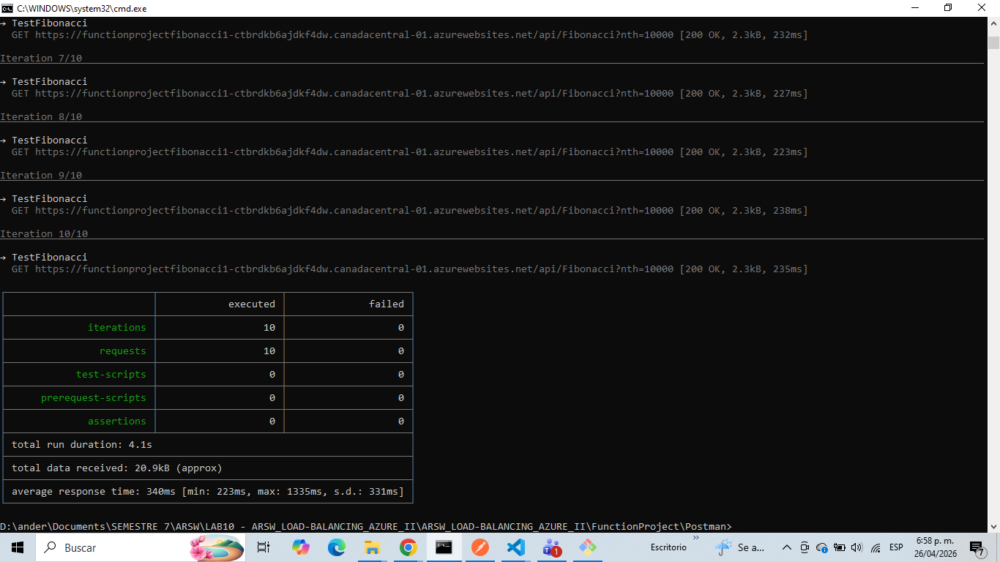 C:\WINDOWS\system32\cmd.exe
→ TestFibonacci
GET https://functionprojectfibonacci1-ctbrdkb6ajdkf4dw.canadacentral-01.azurewebsites.net/api/Fibonacci?nth=10000 [200 OK, 2.3kB, 232ms]
Iteration 7/10
→ TestFibonacci
GET https://functionprojectfibonacci1-ctbrdkb6ajdkf4dw.canadacentral-01.azurewebsites.net/api/Fibonacci?nth=10000 [200 OK, 2.3kB, 227ms]
Iteration 8/10
→ TestFibonacci
GET https://functionprojectfibonacci1-ctbrdkb6ajdkf4dw.canadacentral-01.azurewebsites.net/api/Fibonacci?nth=10000 [200 OK, 2.3kB, 223ms]
Iteration 9/10
→ TestFibonacci
GET https://functionprojectfibonacci1-ctbrdkb6ajdkf4dw.canadacentral-01.azurewebsites.net/api/Fibonacci?nth=10000 [200 OK, 2.3kB, 238ms]
Iteration 10/10
→ TestFibonacci
GET https://functionprojectfibonacci1-ctbrdkb6ajdkf4dw.canadacentral-01.azurewebsites.net/api/Fibonacci?nth=10000 [200 OK, 2.3kB, 235ms]
executed failed
iterations 10 0
requests 10 0
test-scripts 0 0
prerequest-scripts 0 0
assertions 0 0
total run duration: 4.1s
total data received: 20.9kB (approx)
average response time: 340ms [min: 223ms, max: 1335ms, s.d.: 331ms]
D:\ander\Documents\SEMESTRE 7\ARSW\LAB10 - ARSW_LOAD-BALANCING_AZURE_II\ARSW_LOAD-BALANCING_AZURE_II\FunctionProject\Postman>
Buscar
1
Escritorio
»
Se a...
ESP
6:58 p. m.
26/04/2026
7